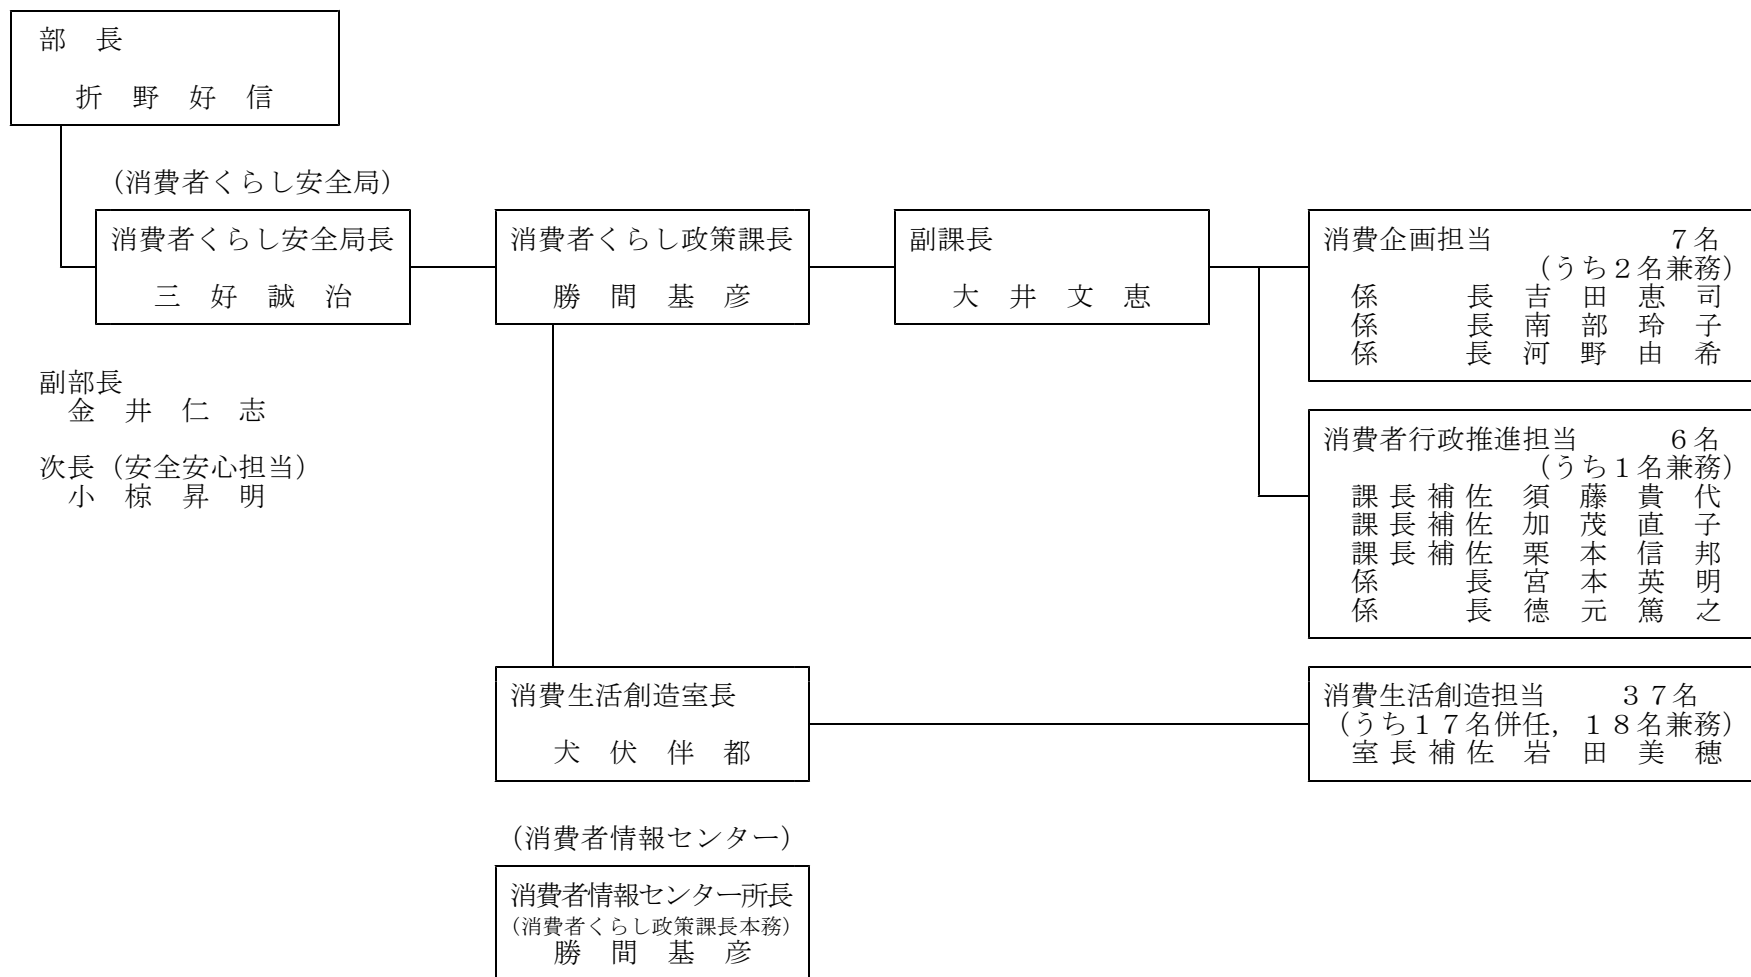 部　長
折　野　好　信
（消費者くらし安全局）
消費者くらし安全局長
三　好　誠　治
消費者くらし政策課長
勝　間　基　彦
副課長
大　井　文　恵
消費企画担当　　　７名
（うち２名兼務）
係　　長　吉　田　恵　司
係　　長　南　部　玲　子
係　　長　河　野　由　希
副部長
金　井　仁　志
次長（安全安心担当）
小　椋　昇　明
消費者行政推進担当　　　６名
（うち１名兼務）
課長補佐　須　藤　貴　代
課長補佐　加　茂　直　子
課長補佐　栗　本　信　邦
係　　長　宮　本　英　明
係　　長　德　元　篤　之
消費生活創造室長
犬　伏　伴　都
消費生活創造担当　　３７名
（うち１７名併任，１８名兼務）
室長補佐　岩　田　美　穂
（消費者情報センター）
消費者情報センター所長
（消費者くらし政策課長本務）
勝　間　基　彦